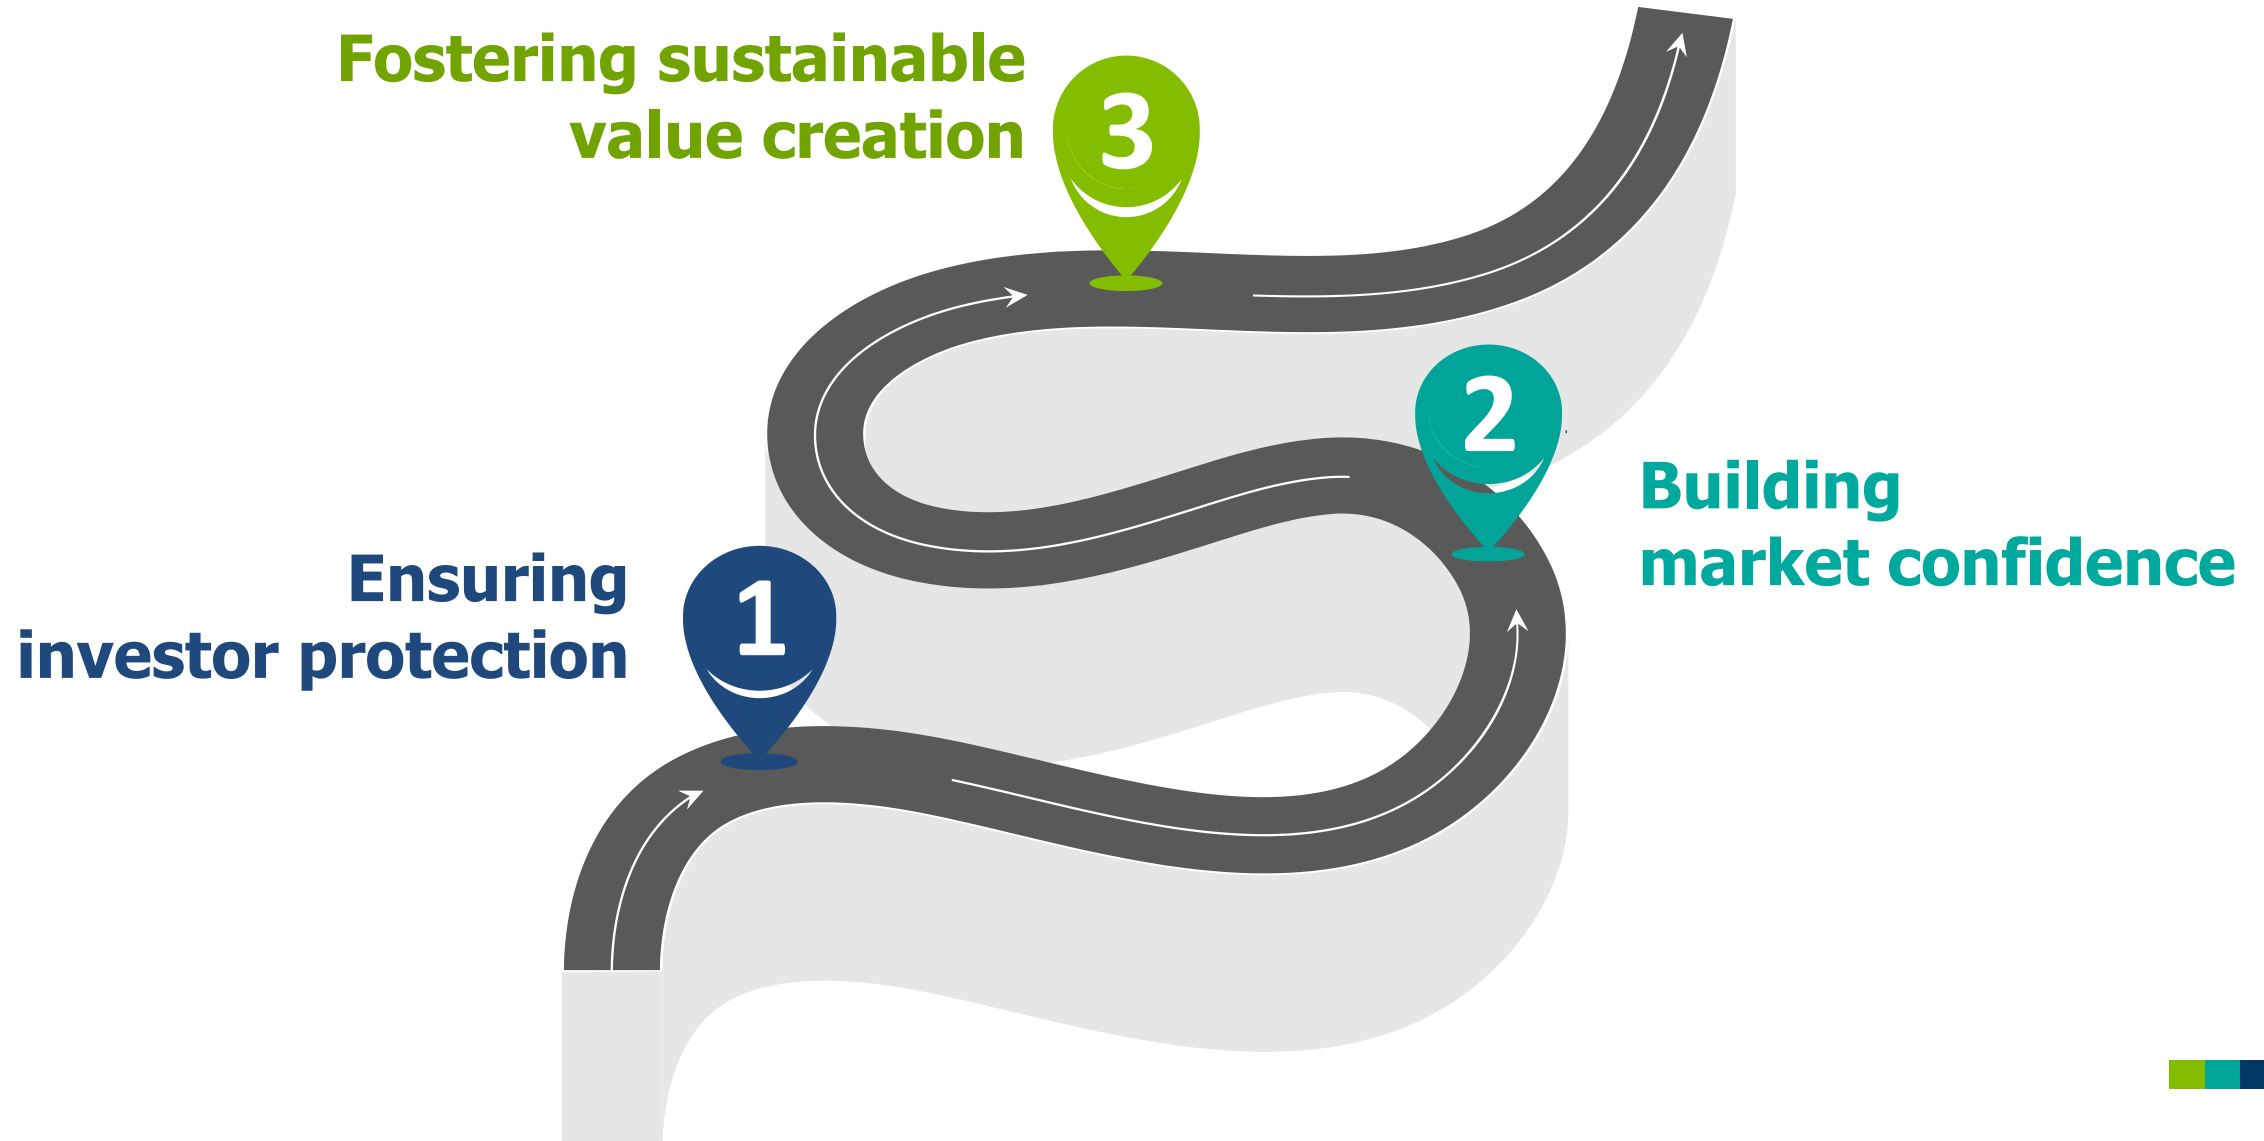 Fostering sustainable
value creation
3
2
Building
market confidence
Ensuring
investor protection
1